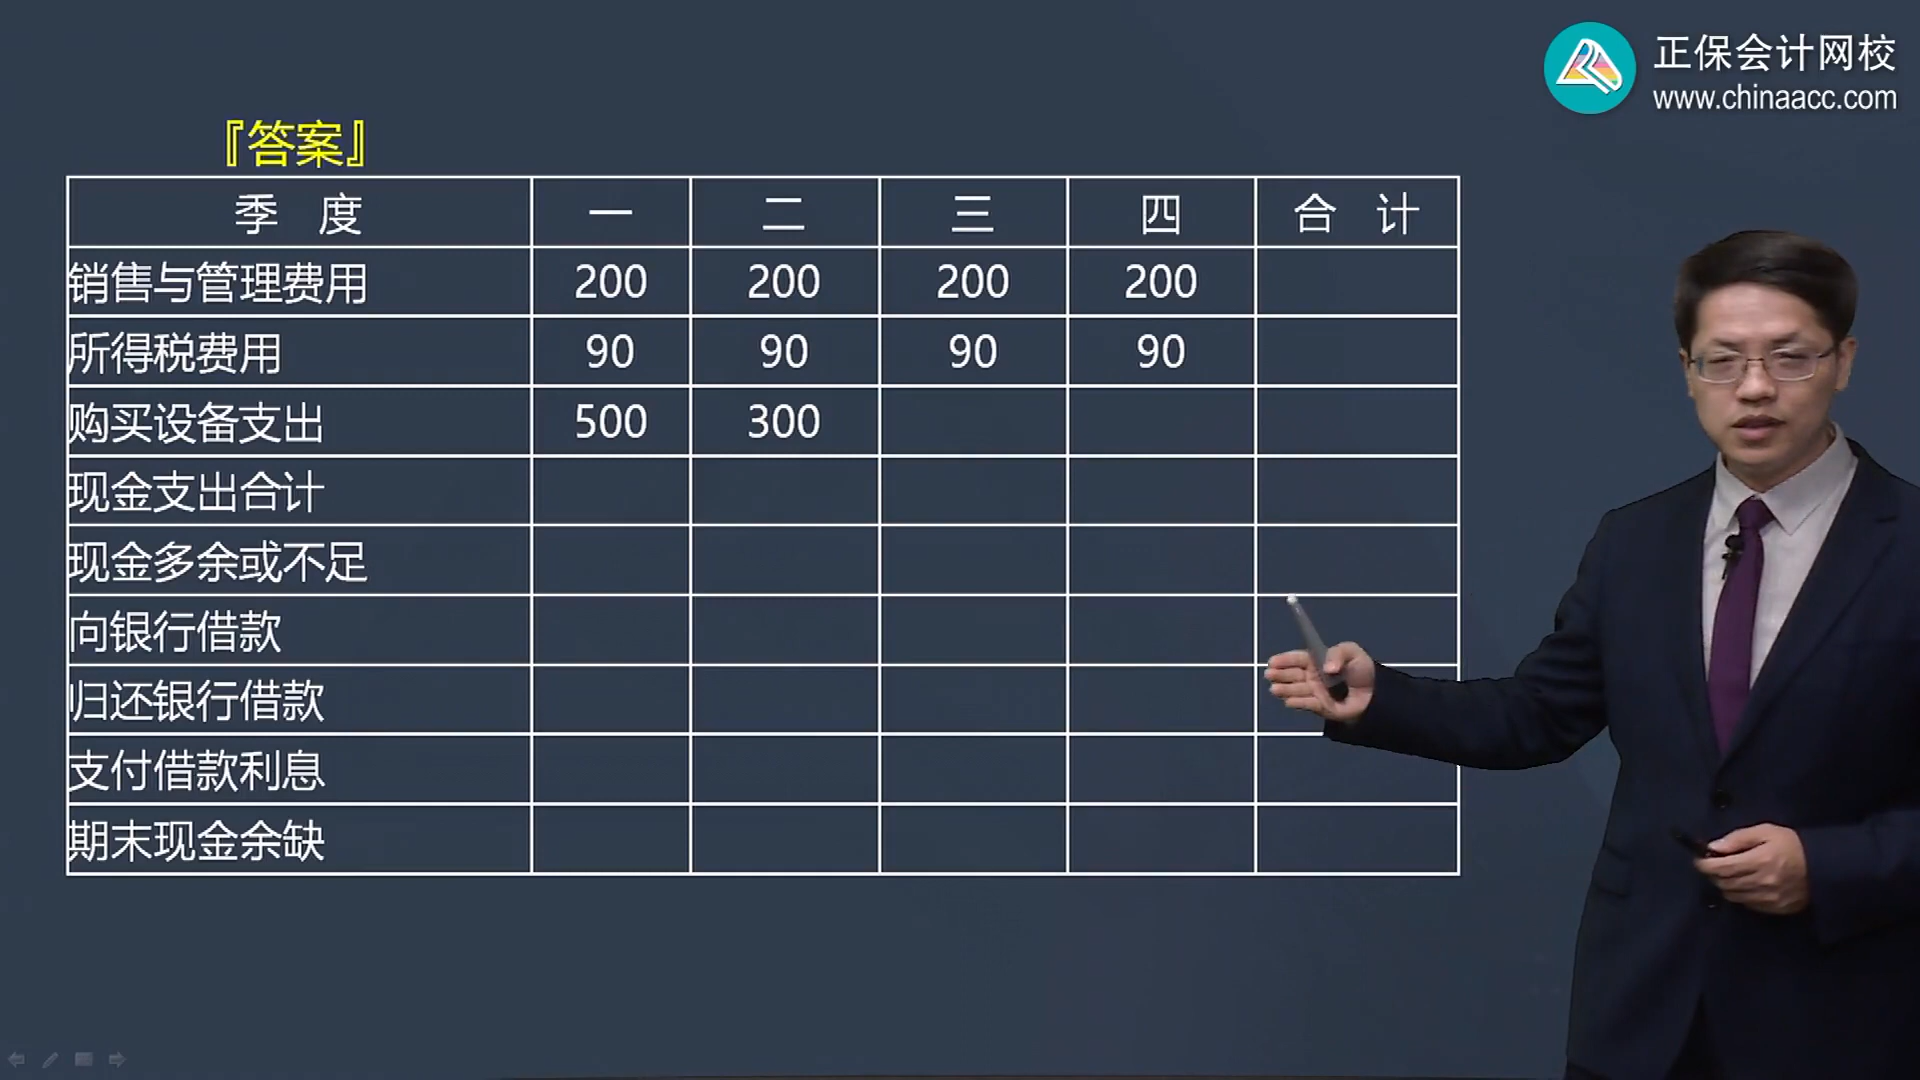 正保会计网校
www.chinaacc.com
『答案』
季 度 一 二 三 四 合 计
销售与管理费用 200 200 200 200
所得税费用 90 90 90 90
购买设备支出 500 300
现金支出合计
现金多余或不足
向银行借款
归还银行借款
支付借款利息
期末现金余缺